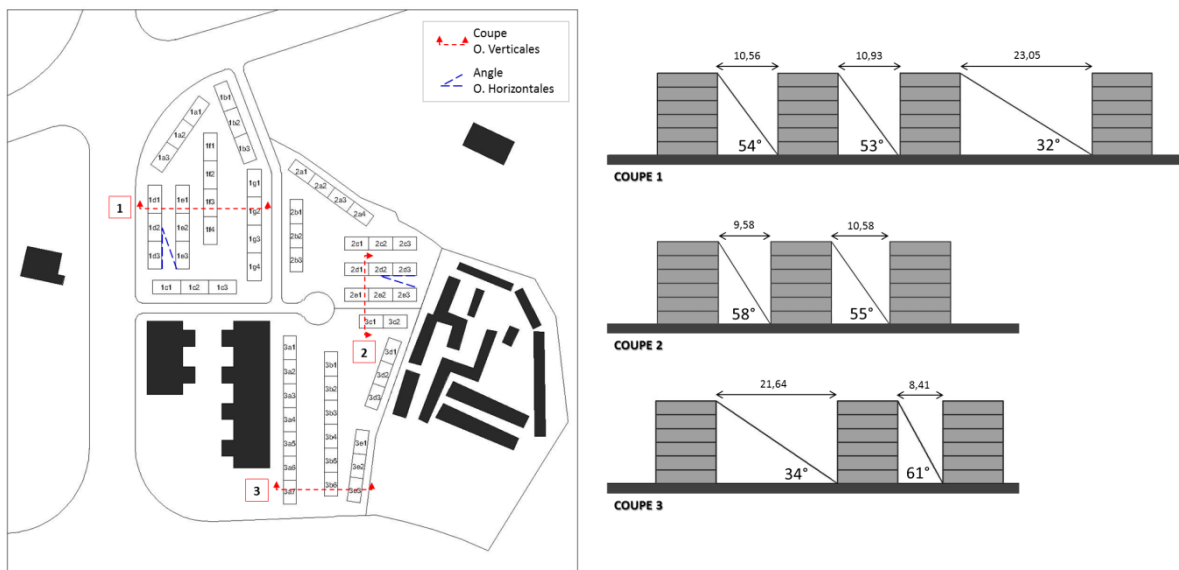 Coupe
O. Verticales
Angle
O. Horizontales
1a1
1a2
1a3
1b1
1b2
1b3
1f1
1f2
1f3
1f4
1g1
1g2
1g3
1g4
1d1
1d2
1d3
1e1
1e2
1e3
1c1 1c2 1c3
2a1
2a2
2a3
2a4
2b1
2b2
2b3
2c1 2c2 2c3
2d1 2d2 2d3
2e1 2e2 2e3
3c1 3c2
3d1
3d2
3d3
3a1
3a2
3a3
3a4
3a5
3a6
3a7
3b1
3b2
3b3
3b4
3b5
3b6
3e1
3e2
3e3
1
2
3
10,56 10,93 23,05
54° 53° 32°
COUPE 1
9,58 10,58
58° 55°
COUPE 2
21,64 8,41
34° 61°
COUPE 3